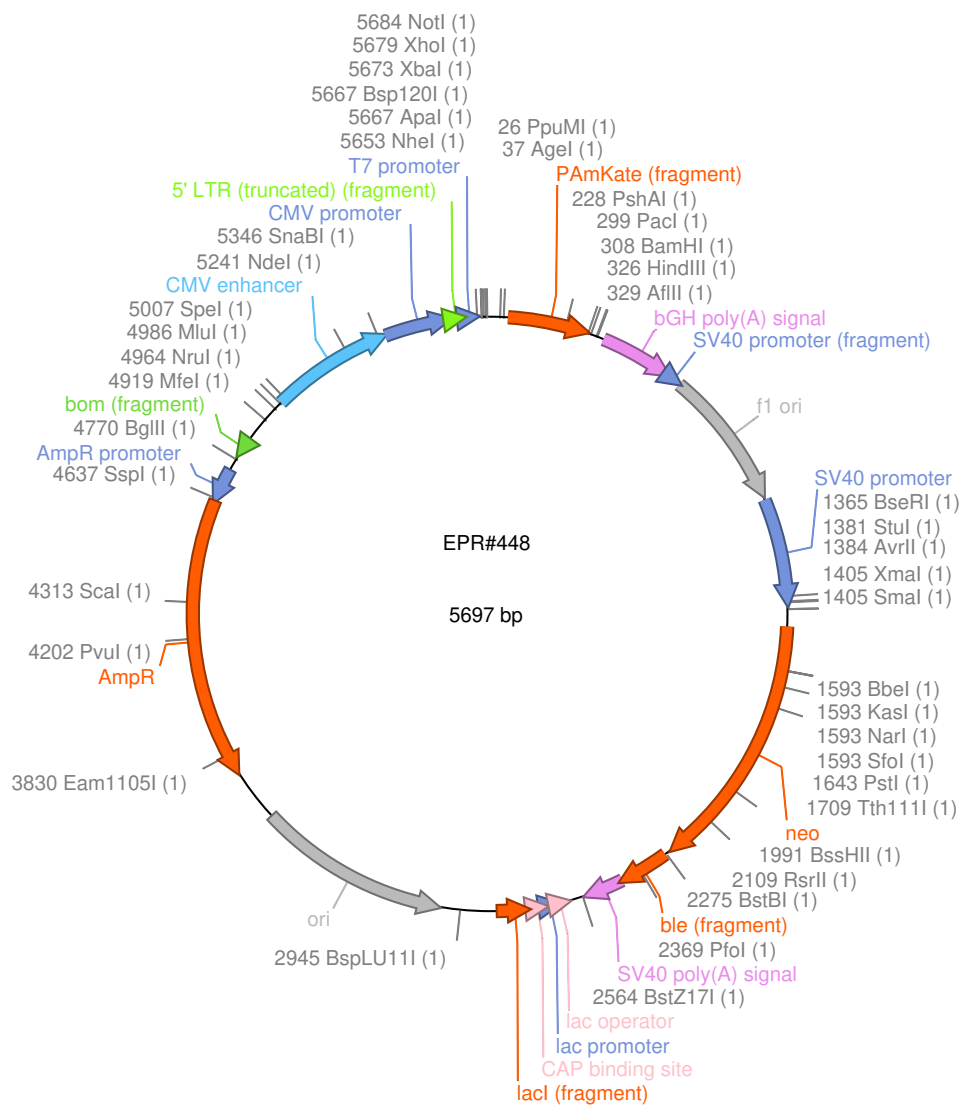 5684 NotI (1)
5679 XhoI (1)
5673 XbaI (1)
5667 Bsp120I (1)
5667 ApaI (1)
5653 NheI (1)
T7 promoter
5' LTR (truncated) (fragment)
CMV promoter
5346 SnaBI (1)
5241 NdeI (1)
CMV enhancer
5007 SpeI (1)
4986 MluI (1)
4964 NruI (1)
4919 MfeI (1)
bom (fragment)
4770 BglII (1)
AmpR promoter
4637 SspI (1)
4313 ScaI (1)
4202 PvuI (1)
AmpR
3830 Eam1105I (1)
ori
2945 BspLU11I (1)
26 PpuMI (1)
37 AgeI (1)
PAmKate (fragment)
228 PshAI (1)
299 PacI (1)
308 BamHI (1)
326 HindIII (1)
329 AflII (1)
bGH poly(A) signal
SV40 promoter (fragment)
f1 ori
SV40 promoter
1365 BseRI (1)
1381 StuI (1)
1384 AvrII (1)
1405 XmaI (1)
1405 SmaI (1)
1593 BbeI (1)
1593 KasI (1)
1593 NarI (1)
1593 SfoI (1)
1643 PstI (1)
1709 Tth111I (1)
neo
1991 BssHII (1)
2109 RsrII (1)
2275 BstBI (1)
ble (fragment)
2369 PfoI (1)
SV40 poly(A) signal
2564 BstZ17I (1)
lac operator
lac promoter
CAP binding site
lacI (fragment)
EPR#448
5697 bp